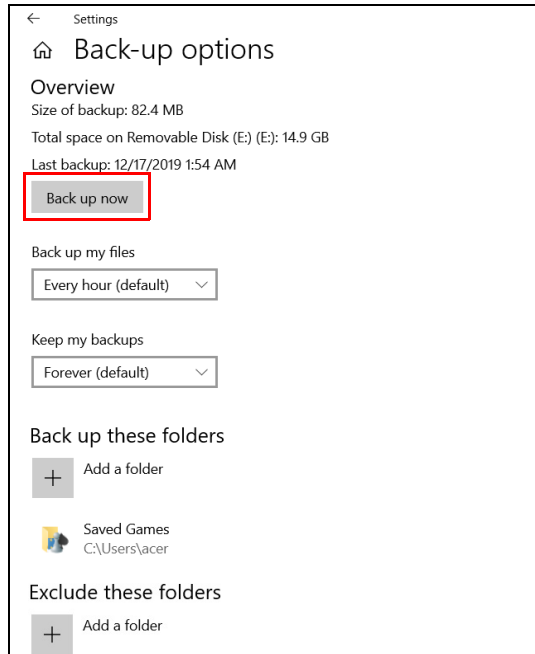 Settings
Back-up options
Overview
Size of backup: 82.4 MB
Total space on Removable Disk (E:) (E:): 14.9 GB
Last backup: 12/17/2019 1:54 AM
Back up now
Back up my files
Every hour (default)
Keep my backups
Forever (default)
Back up these folders
Add a folder
Saved Games
C:\Users\acer
Exclude these folders
Add a folder